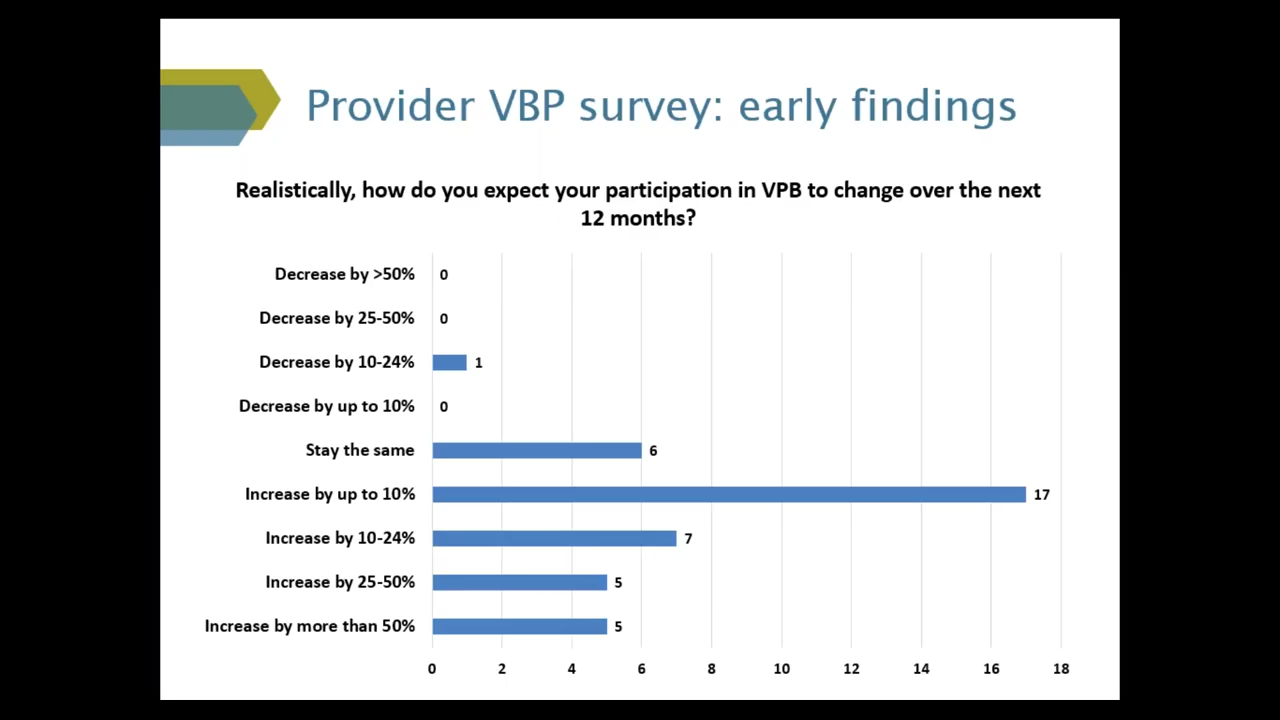 Provider VBP survey: early findings
Realistically, how do you expect your participation in VPB to change over the next
12 months?
Decrease by >50% 0
Decrease by 25-50% 0
Decrease by 10-24% 1
Decrease by up to 10% 0
Stay the same 6
Increase by up to 10% 17
Increase by 10-24% 7
Increase by 25-50% 5
Increase by more than 50% 5
0 2 4 6 8 10 12 14 16 18